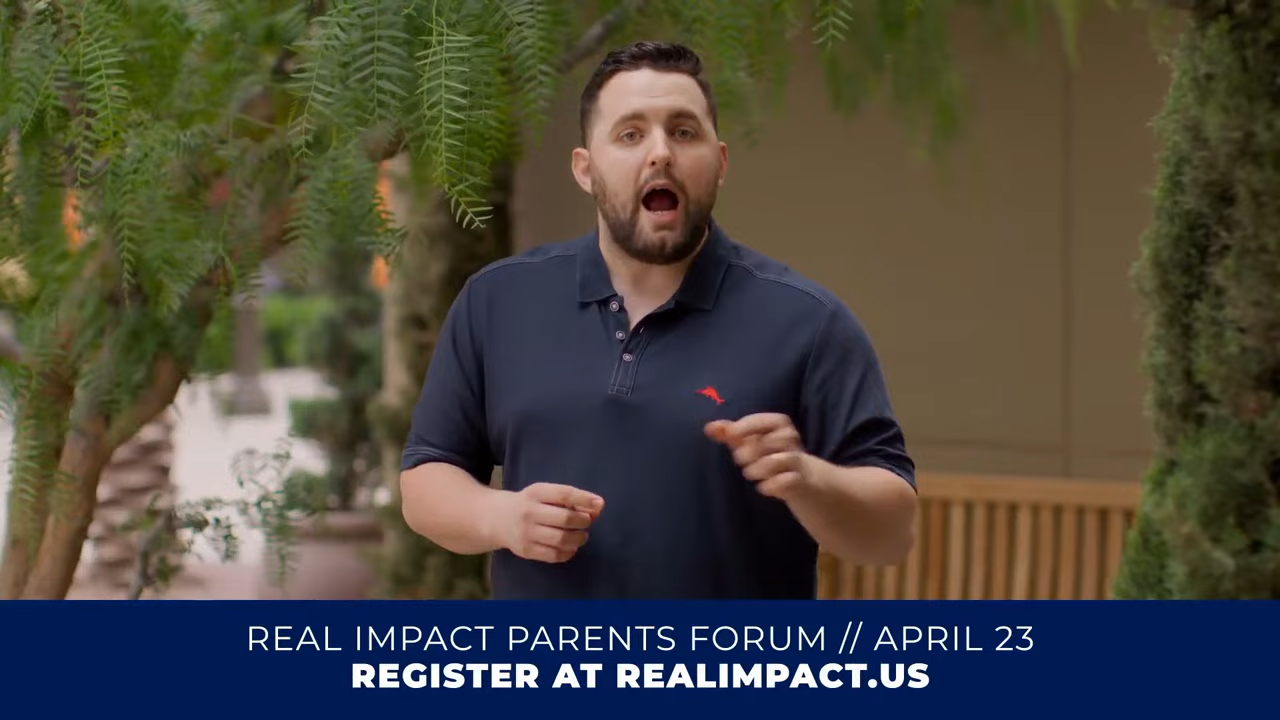 REAL IMPACT PARENTS FORUM // APRIL 23
REGISTER AT REALIMPACT.US